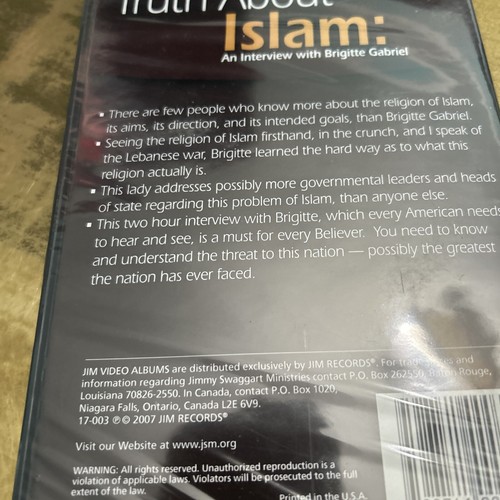 Truth About
Islam:
An Interview with Brigitte Gabriel
▪ There are few people who know more about the religion of Islam,
its aims, its direction, and its intended goals, than Brigitte Gabriel.
▪ Seeing the religion of Islam firsthand, in the crunch, and I speak of
the Lebanese war, Brigitte learned the hard way as to what this
religion actually is.
▪ This lady addresses possibly more governmental leaders and heads
of state regarding this problem of Islam, than anyone else.
▪ This two hour interview with Brigitte, which every American needs
to hear and see, is a must for every Believer. You need to know
and understand the threat to this nation — possibly the greatest
the nation has ever faced.
JIM VIDEO ALBUMS are distributed exclusively by JIM RECORDS®. For and
information regarding Jimmy Swaggart Ministries contact P.O. Box 262550, Baton Rouge,
Louisiana 70826-2550. In Canada, contact P.O. Box 1020,
Niagara Falls, Ontario, Canada L2E 6V9.
17-003 ℗© 2007 JIM RECORDS®
Visit our Website at www.jsm.org
WARNING: All rights reserved. Unauthorized reproduction is a
violation of applicable laws. Violators will be prosecuted to the full
extent of the law.
Printed in the U.S.A.